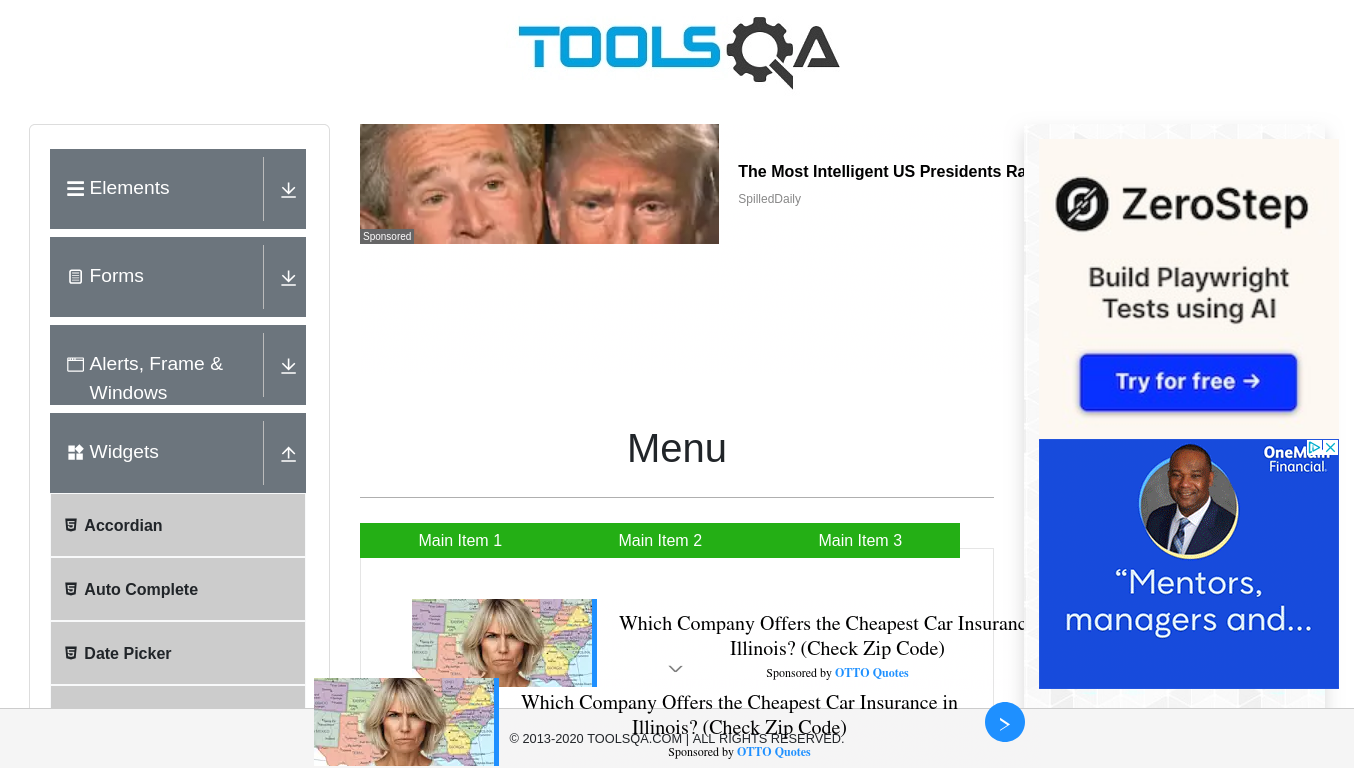 TOOLSQA
Elements
Forms
Alerts, Frame &
Windows
Widgets
Accordian
Auto Complete
Date Picker
Sponsored
The Most Intelligent US Presidents Ra
SpilledDaily
Menu
Main Item 1
Main Item 2
Main Item 3
Which Company Offers the Cheapest Car Insuranc
Illinois? (Check Zip Code)
Sponsored by OTTO Quotes
Which Company Offers the Cheapest Car Insurance in
Illinois? (Check Zip Code)
Sponsored by OTTO Quotes
© 2013-2020 TOOLSQA.COM | ALL RIGHTS RESERVED.
ZeroStep
Build Playwright
Tests using AI
Try for free →
OneMain
Financial
“Mentors,
managers and...